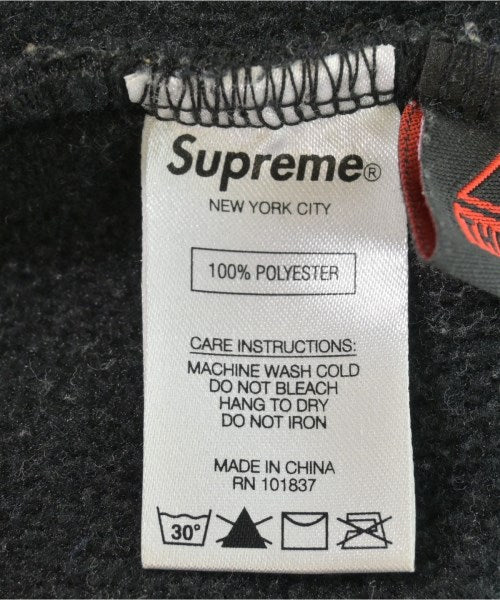 Supreme®
NEW YORK CITY
100% POLYESTER
CARE INSTRUCTIONS:
MACHINE WASH COLD
DO NOT BLEACH
HANG TO DRY
DO NOT IRON
MADE IN CHINA
RN 101837
30°